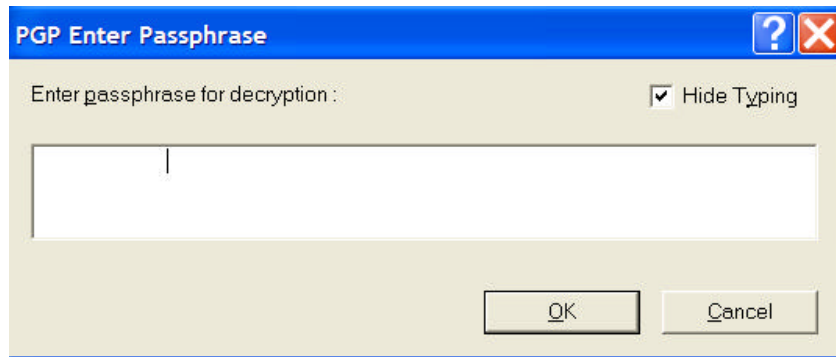 PGP Enter Passphrase
Enter passphrase for decryption :
Hide Typing
OK
Cancel